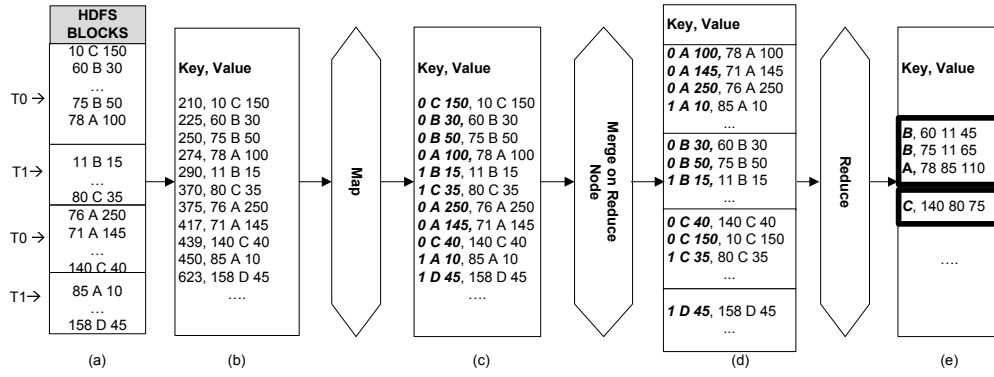 HDFS
BLOCKS
10 C 150
60 B 30
...
75 B 50
78 A 100
11 B 15
...
80 C 35
76 A 250
71 A 145
...
140 C 40
85 A 10
...
158 D 45
T0
T1
T0
T1
(a)
Key, Value
210, 10 C 150
225, 60 B 30
250, 75 B 50
274, 78 A 100
290, 11 B 15
370, 80 C 35
375, 76 A 250
417, 71 A 145
439, 140 C 40
450, 85 A 10
623, 158 D 45
....
(b)
Map
Key, Value
0 C 150, 10 C 150
0 B 30, 60 B 30
0 B 50, 75 B 50
0 A 100, 78 A 100
1 B 15, 11 B 15
1 C 35, 80 C 35
0 A 250, 76 A 250
0 A 145, 71 A 145
0 C 40, 140 C 40
1 A 10, 85 A 10
1 D 45, 158 D 45
....
(c)
Merge on Reduce
Node
Key, Value
0 A 100, 78 A 100
0 A 145, 71 A 145
0 A 250, 76 A 250
1 A 10, 85 A 10
...
0 B 30, 60 B 30
0 B 50, 75 B 50
1 B 15, 11 B 15
...
0 C 40, 140 C 40
0 C 150, 10 C 150
1 C 35, 80 C 35
...
1 D 45, 158 D 45
...
(d)
Reduce
Key, Value
B, 60 11 45
B, 75 11 65
A, 78 85 110
C, 140 80 75
....
(e)